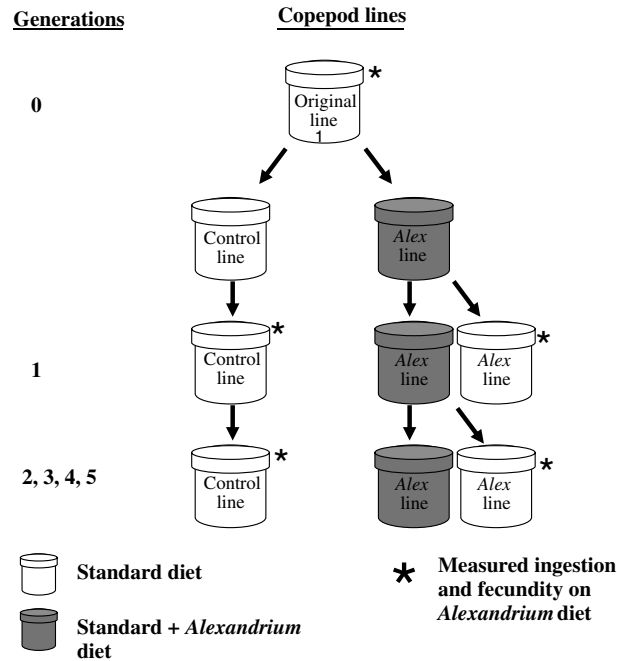 Generations
Copepod lines
0
*
Original
line
1
Control
line
Alex
line
1
*
Control
line
Alex
line
*
Alex
line
2, 3, 4, 5
*
Control
line
Alex
line
*
Alex
line
Standard diet
Standard + Alexandrium
diet
*
Measured ingestion
and fecundity on
Alexandrium diet